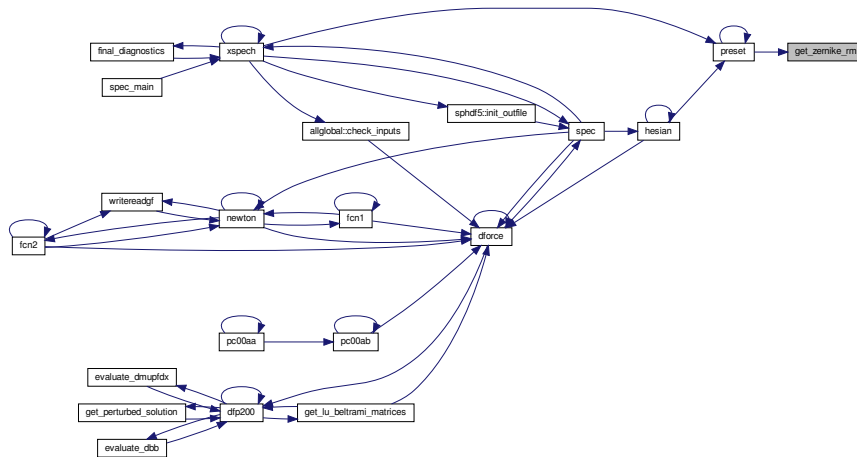 final_diagnostics
xspech
preset
get_zernike_rm
spec_main
sphdf5::init_outfile
allglobal::check_inputs
spec
hesian
writereadgf
newton
fcn1
fcn2
dforce
pc00aa
pc00ab
evaluate_dmupfdx
get_perturbed_solution
dfp200
get_lu_beltrami_matrices
evaluate_dbb